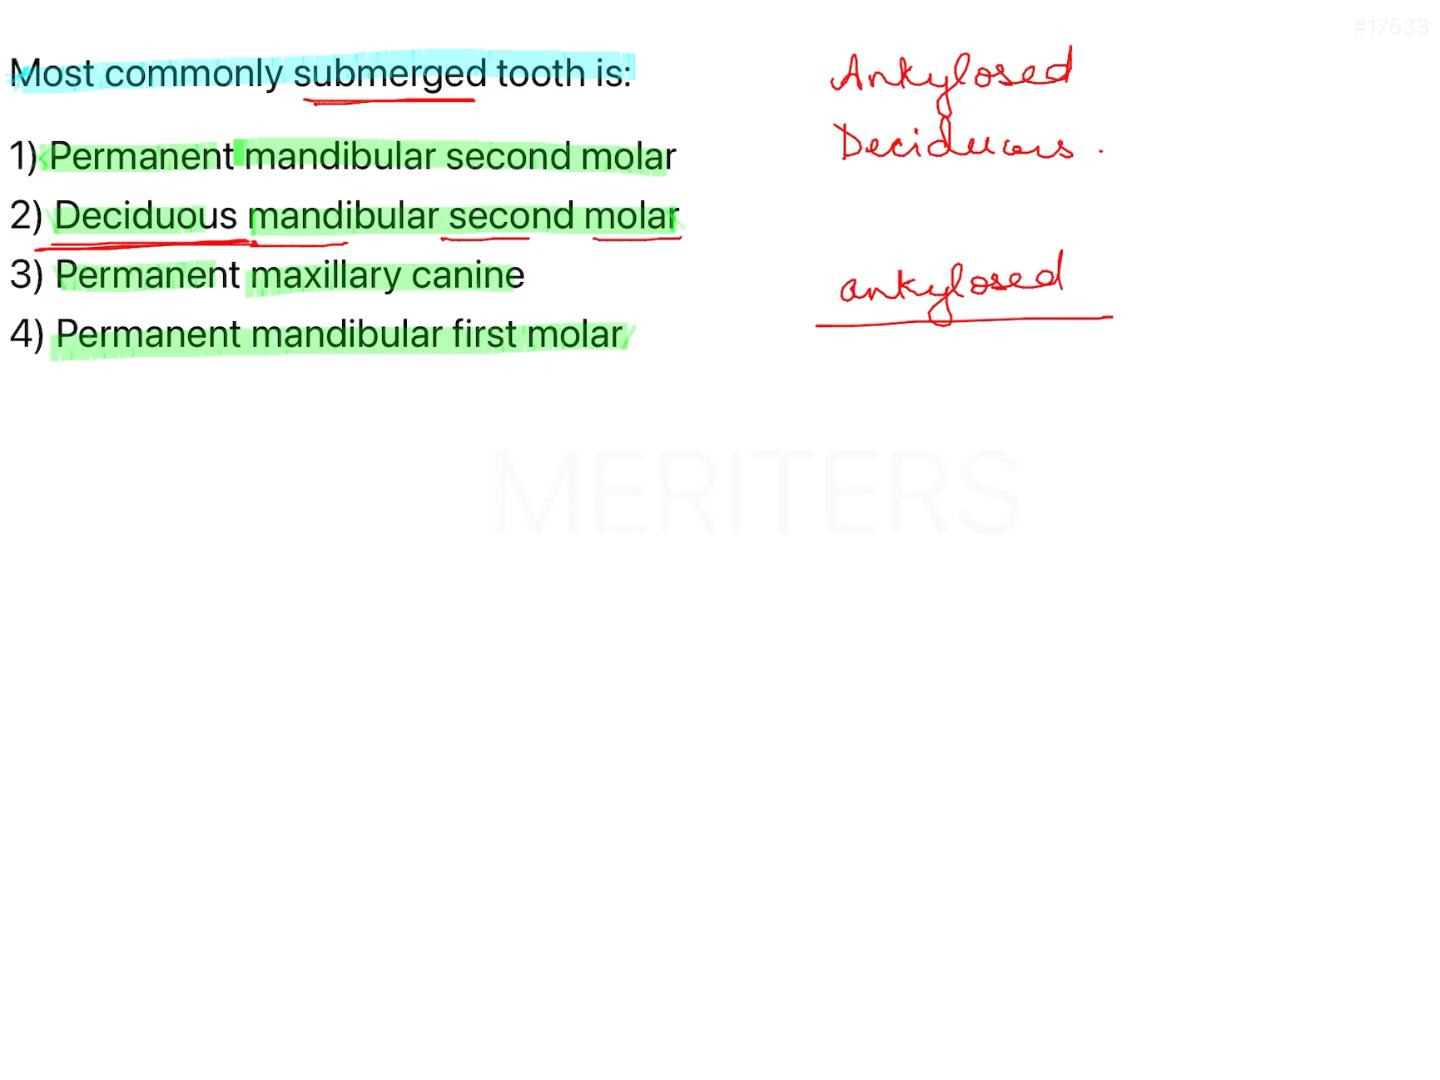 #17533
Most commonly submerged tooth is:
1) Permanent mandibular second molar
2) Deciduous mandibular second molar
3) Permanent maxillary canine
4) Permanent mandibular first molar
Ankylosed
Deciduous.
ankylosed
MERITERS